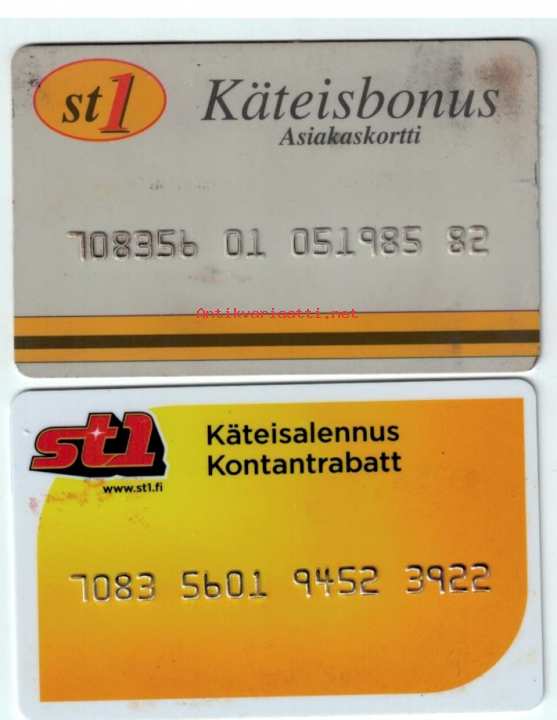 st1
Käteisbonus
Asiakaskortti
708356 01 051985 82
Antikvariaatti.net
st1
www.st1.fi
Käteisalennus
Kontantrabatt
7083 5601 9452 3922